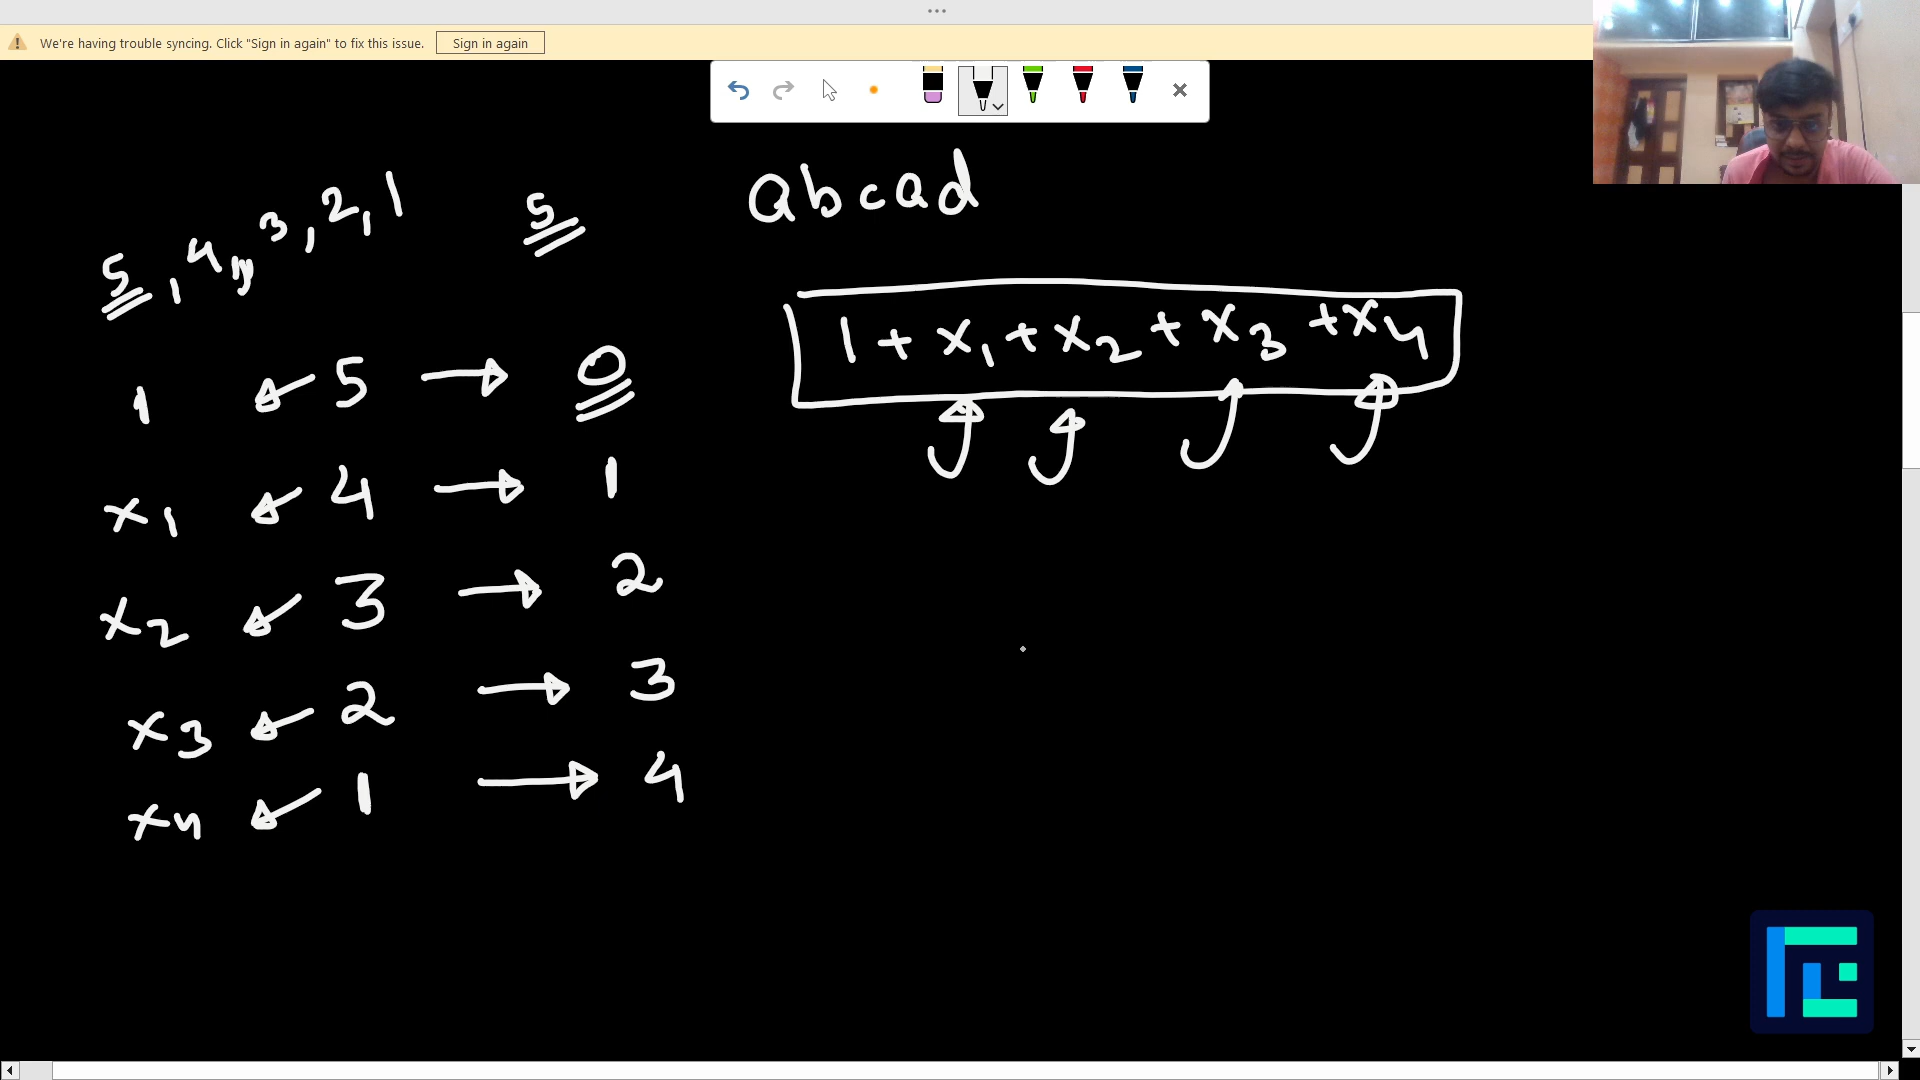 We're having trouble syncing. Click "Sign in again" to fix this issue. Sign in again
abcad
5, 4, 3, 2, 1 5
1 + x₁ + x₂ + x₃ + x₄
1 ← 5 → 0
x₁ ← 4 → 1
x₂ ← 3 → 2
x₃ ← 2 → 3
x₄ ← 1 → 4